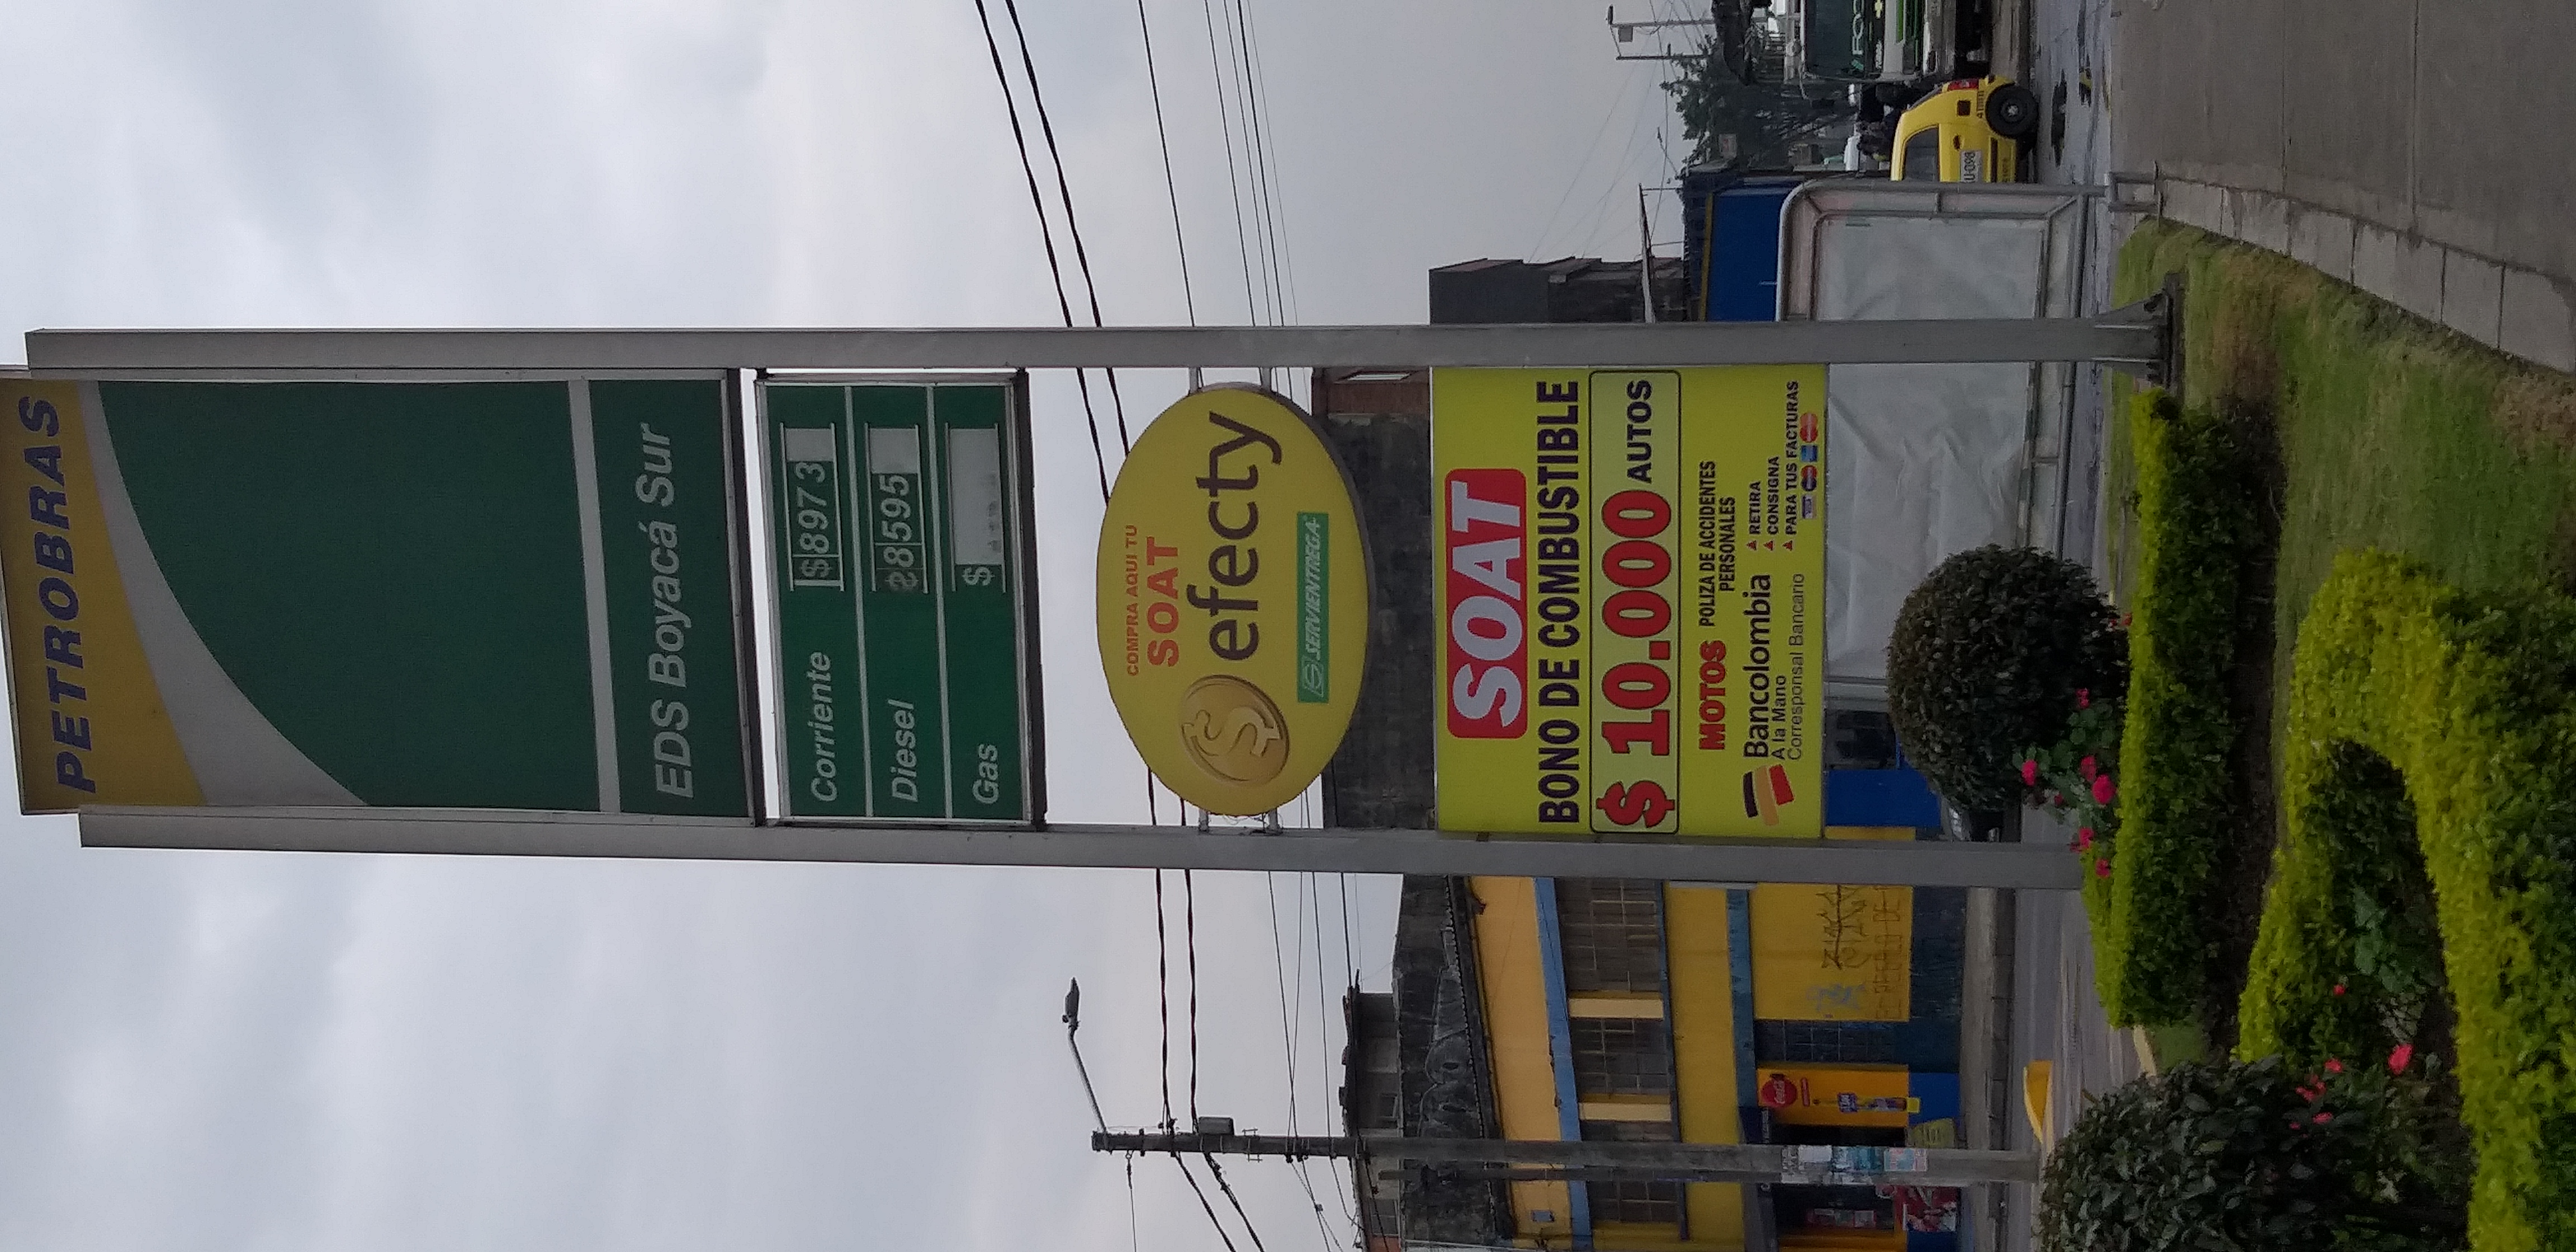 PETROBRAS
EDS Boyacá Sur
Corriente $8973
Diesel 8595
Gas $
COMPRA AQUI TU
SOAT
efecty
SERVIENTREGA
SOAT
BONO DE COMBUSTIBLE
$ 10.000 AUTOS
MOTOS POLIZA DE ACCIDENTES
PERSONALES
Bancolombia
A la Mano
Corresponsal Bancario
RETIRA
CONSIGNA
PARA TUS FACTURAS